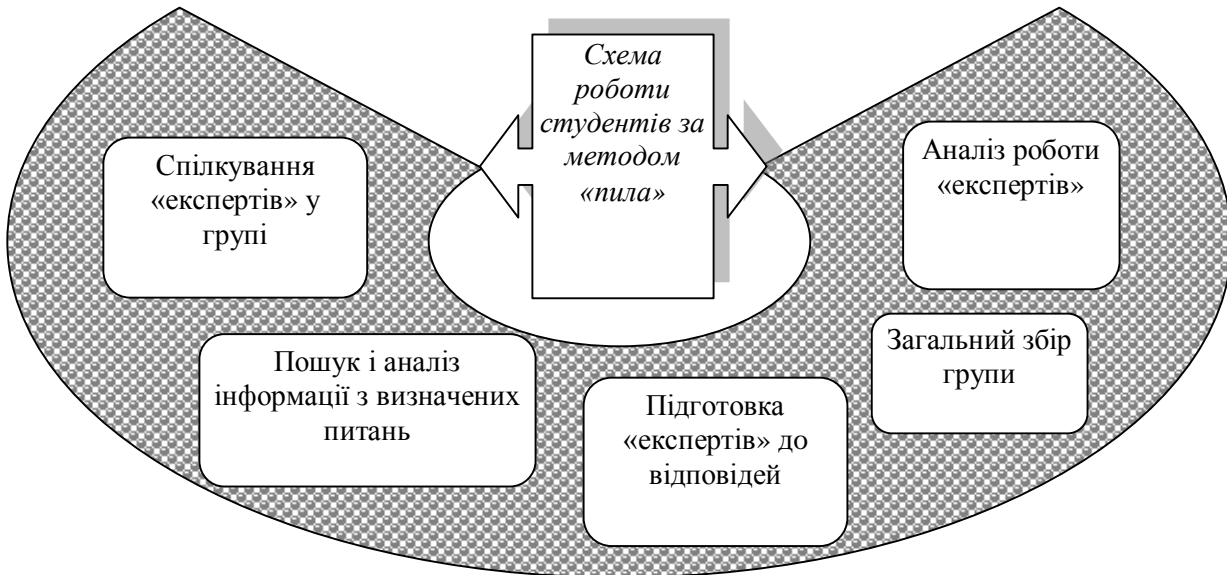 Схема
роботи
студентів за
методом
«пила»
Спілкування
«експертів» у
групі
Пошук і аналіз
інформації з визначених
питань
Підготовка
«експертів» до
відповідей
Загальний збір
групи
Аналіз роботи
«експертів»